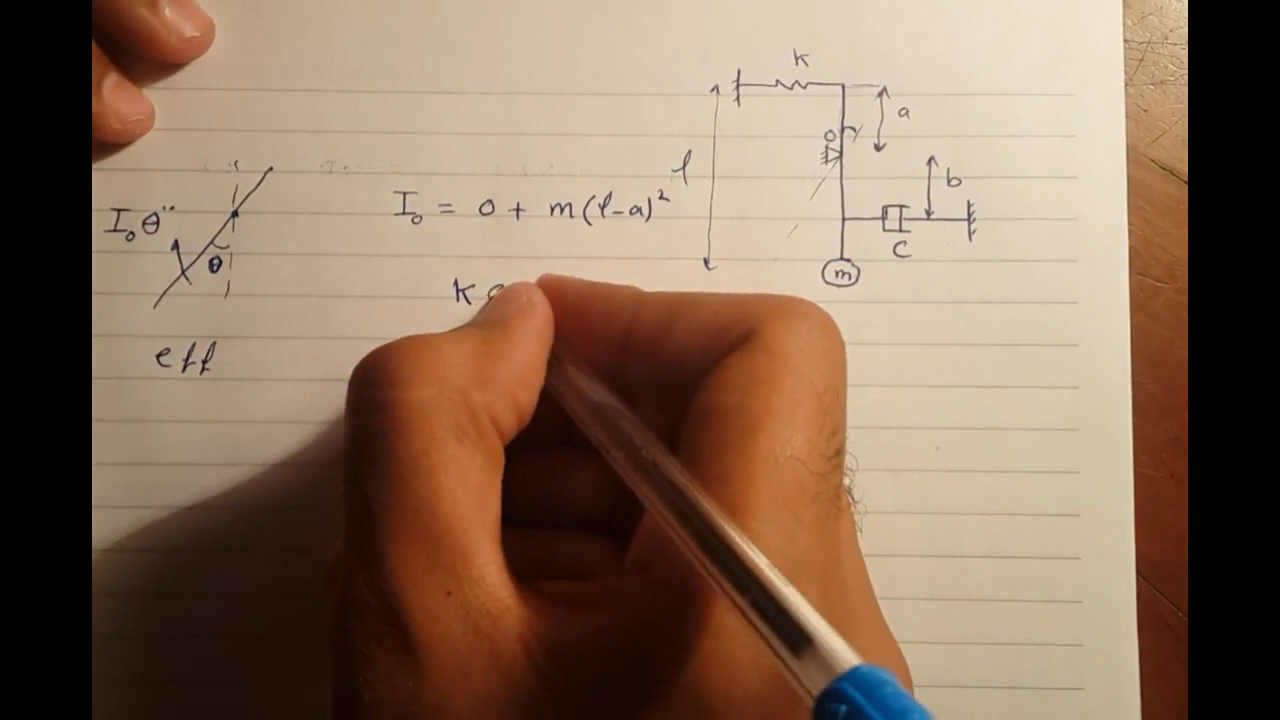 k
a
o
l
b
I₀θ̈
I₀ = 0 + m(l-a)²
θ
c
m
k
eff